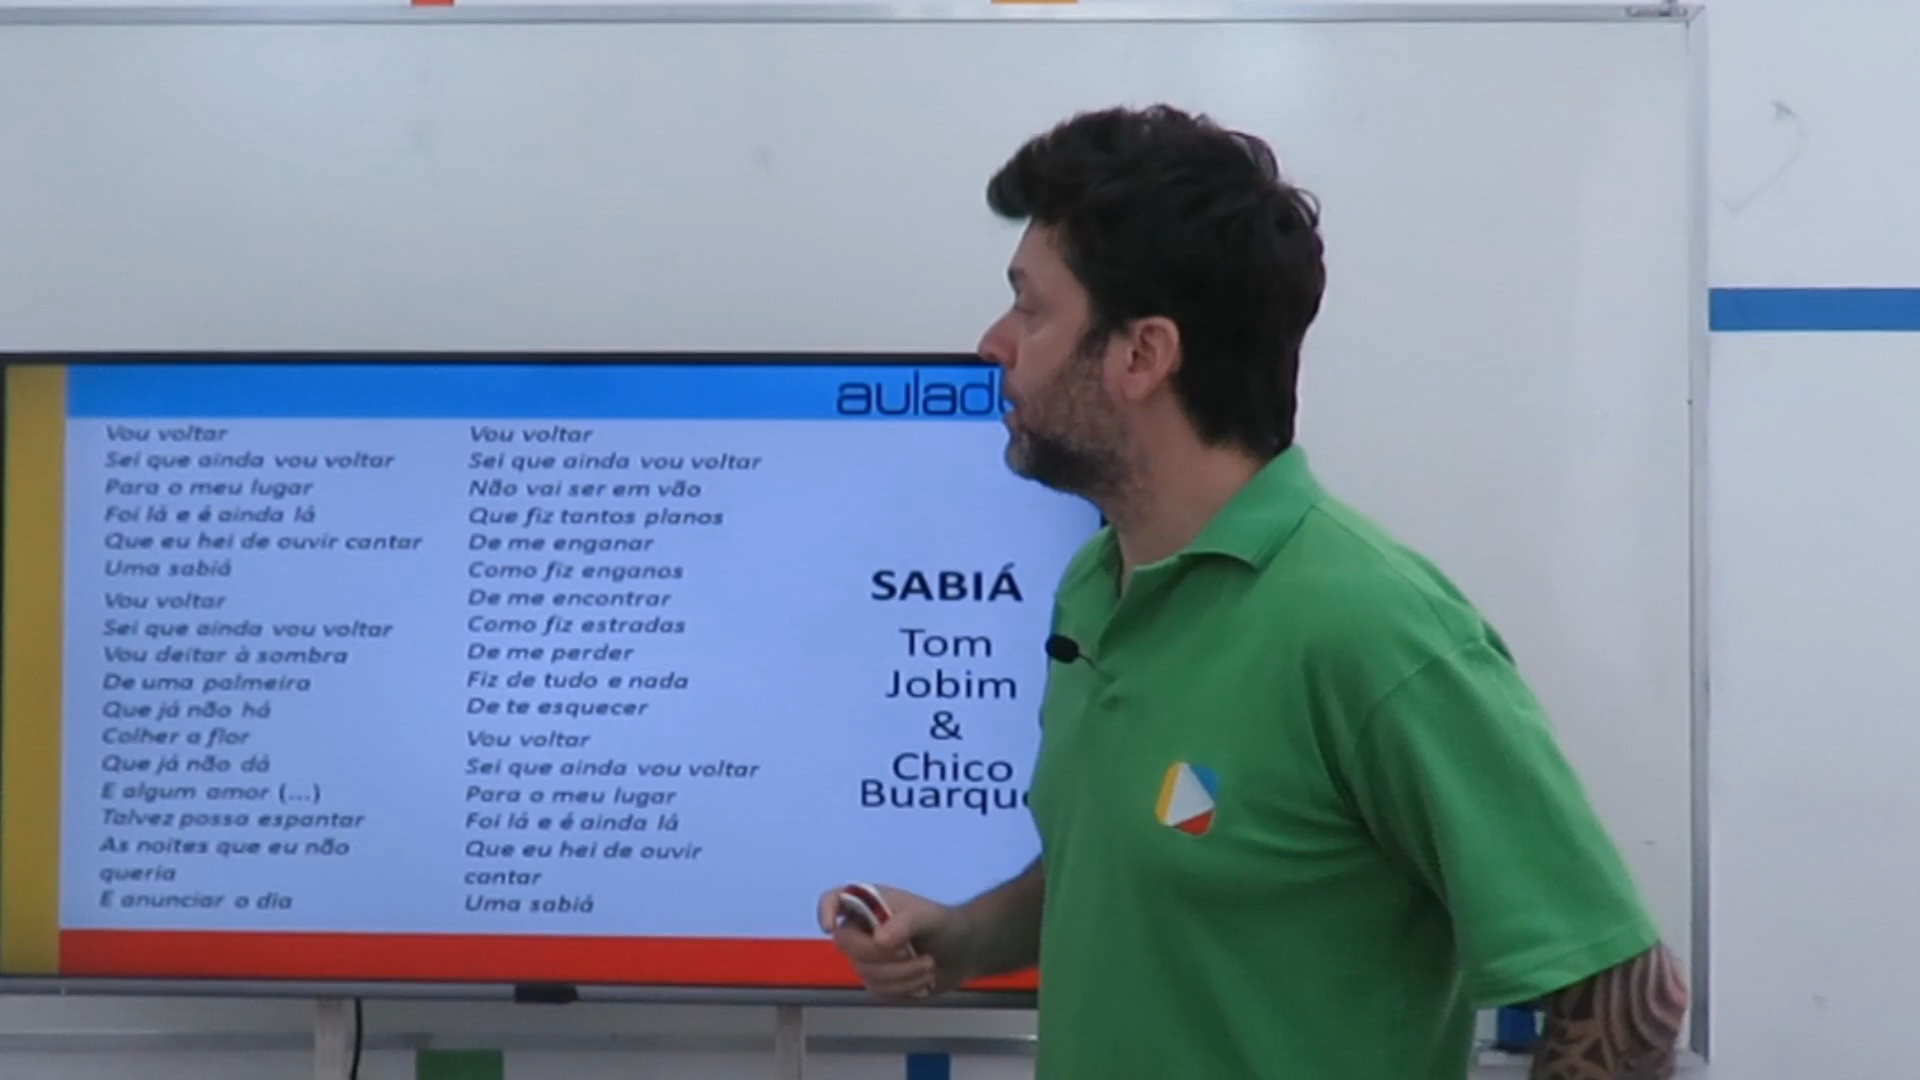 aulad
Vou voltar
Sei que ainda vou voltar
Para o meu lugar
Foi lá e é ainda lá
Que eu hei de ouvir cantar
Uma sabiá
Vou voltar
Sei que ainda vou voltar
Vou deitar à sombra
De uma palmeira
Que já não há
Colher a flor
Que já não dá
E algum amor (...)
Talvez possa espantar
As noites que eu não
queria
E anunciar o dia
Vou voltar
Sei que ainda vou voltar
Não vai ser em vão
Que fiz tantos planos
De me enganar
Como fiz enganos
De me encontrar
Como fiz estradas
De me perder
Fiz de tudo e nada
De te esquecer
Vou voltar
Sei que ainda vou voltar
Para o meu lugar
Foi lá e é ainda lá
Que eu hei de ouvir
cantar
Uma sabiá
SABIÁ
Tom
Jobim
&
Chico
Buarque